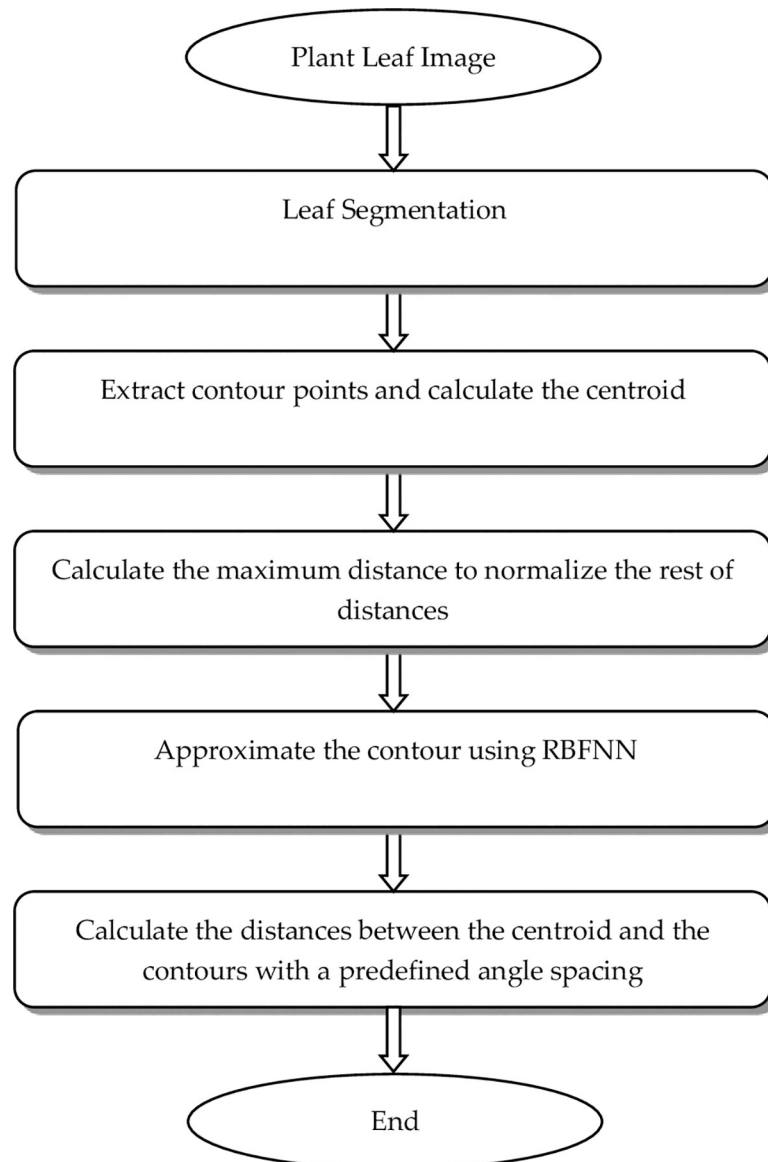 Plant Leaf Image
Leaf Segmentation
Extract contour points and calculate the centroid
Calculate the maximum distance to normalize the rest of
distances
Approximate the contour using RBFNN
Calculate the distances between the centroid and the
contours with a predefined angle spacing
End